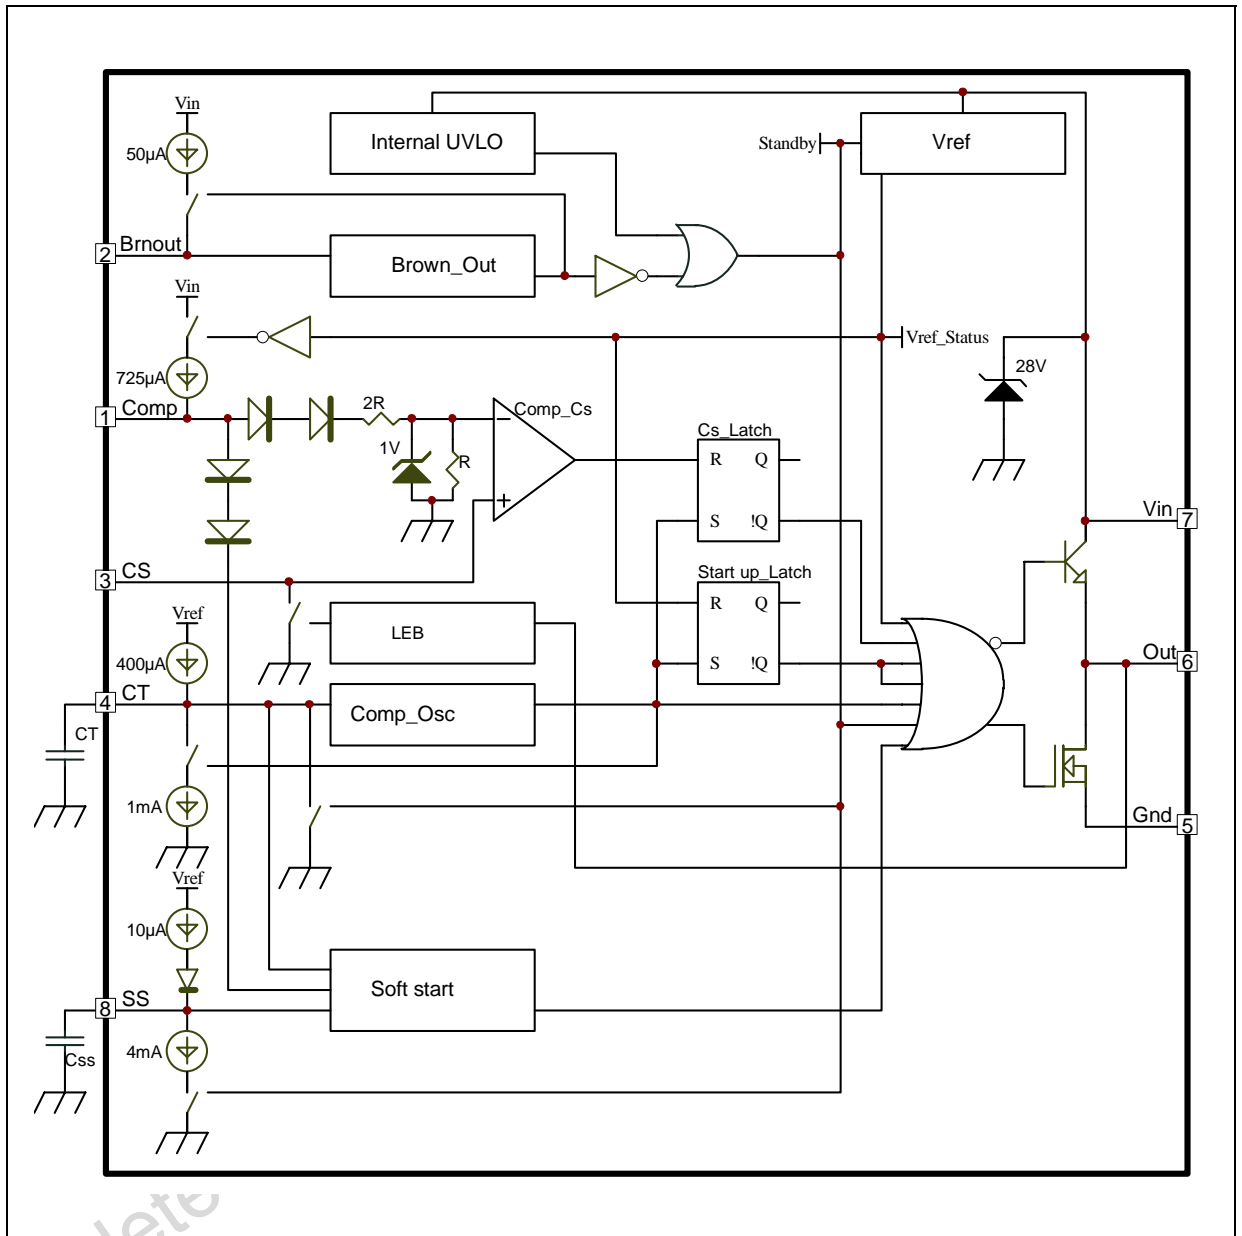 Vin
50µA
Internal UVLO
Standby
Vref
2
Brnout
Brown_Out
Vin
Vref_Status
28V
725µA
1
Comp
2R
Comp_Cs
1V
R
Cs_Latch
R
Q
S
!Q
Vin
7
3
CS
Start up_Latch
R
Q
S
!Q
Vref
LEB
400µA
Out
6
4
CT
CT
Comp_Osc
1mA
Gnd
5
Vref
10µA
Soft start
8
SS
Css
4mA